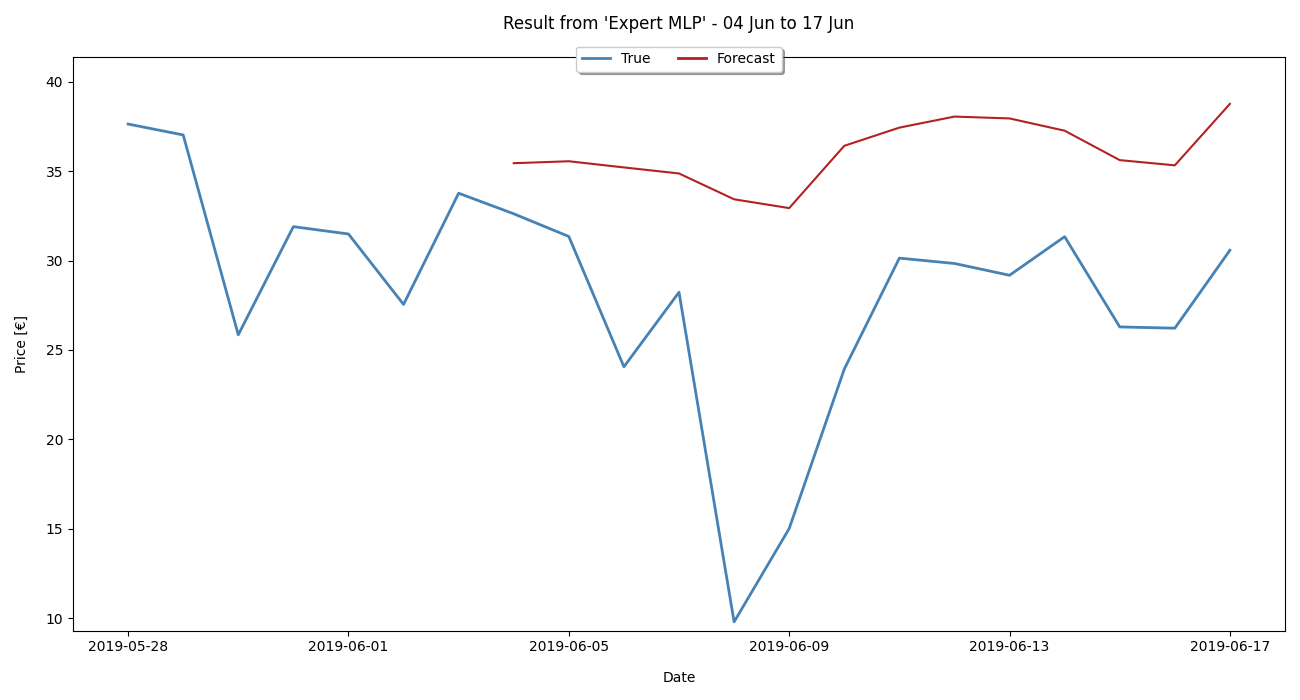 Result from 'Expert MLP' - 04 Jun to 17 Jun
True Forecast
Price [€]
40
35
30
25
20
15
10
2019-05-28 2019-06-01 2019-06-05 2019-06-09 2019-06-13 2019-06-17
Date